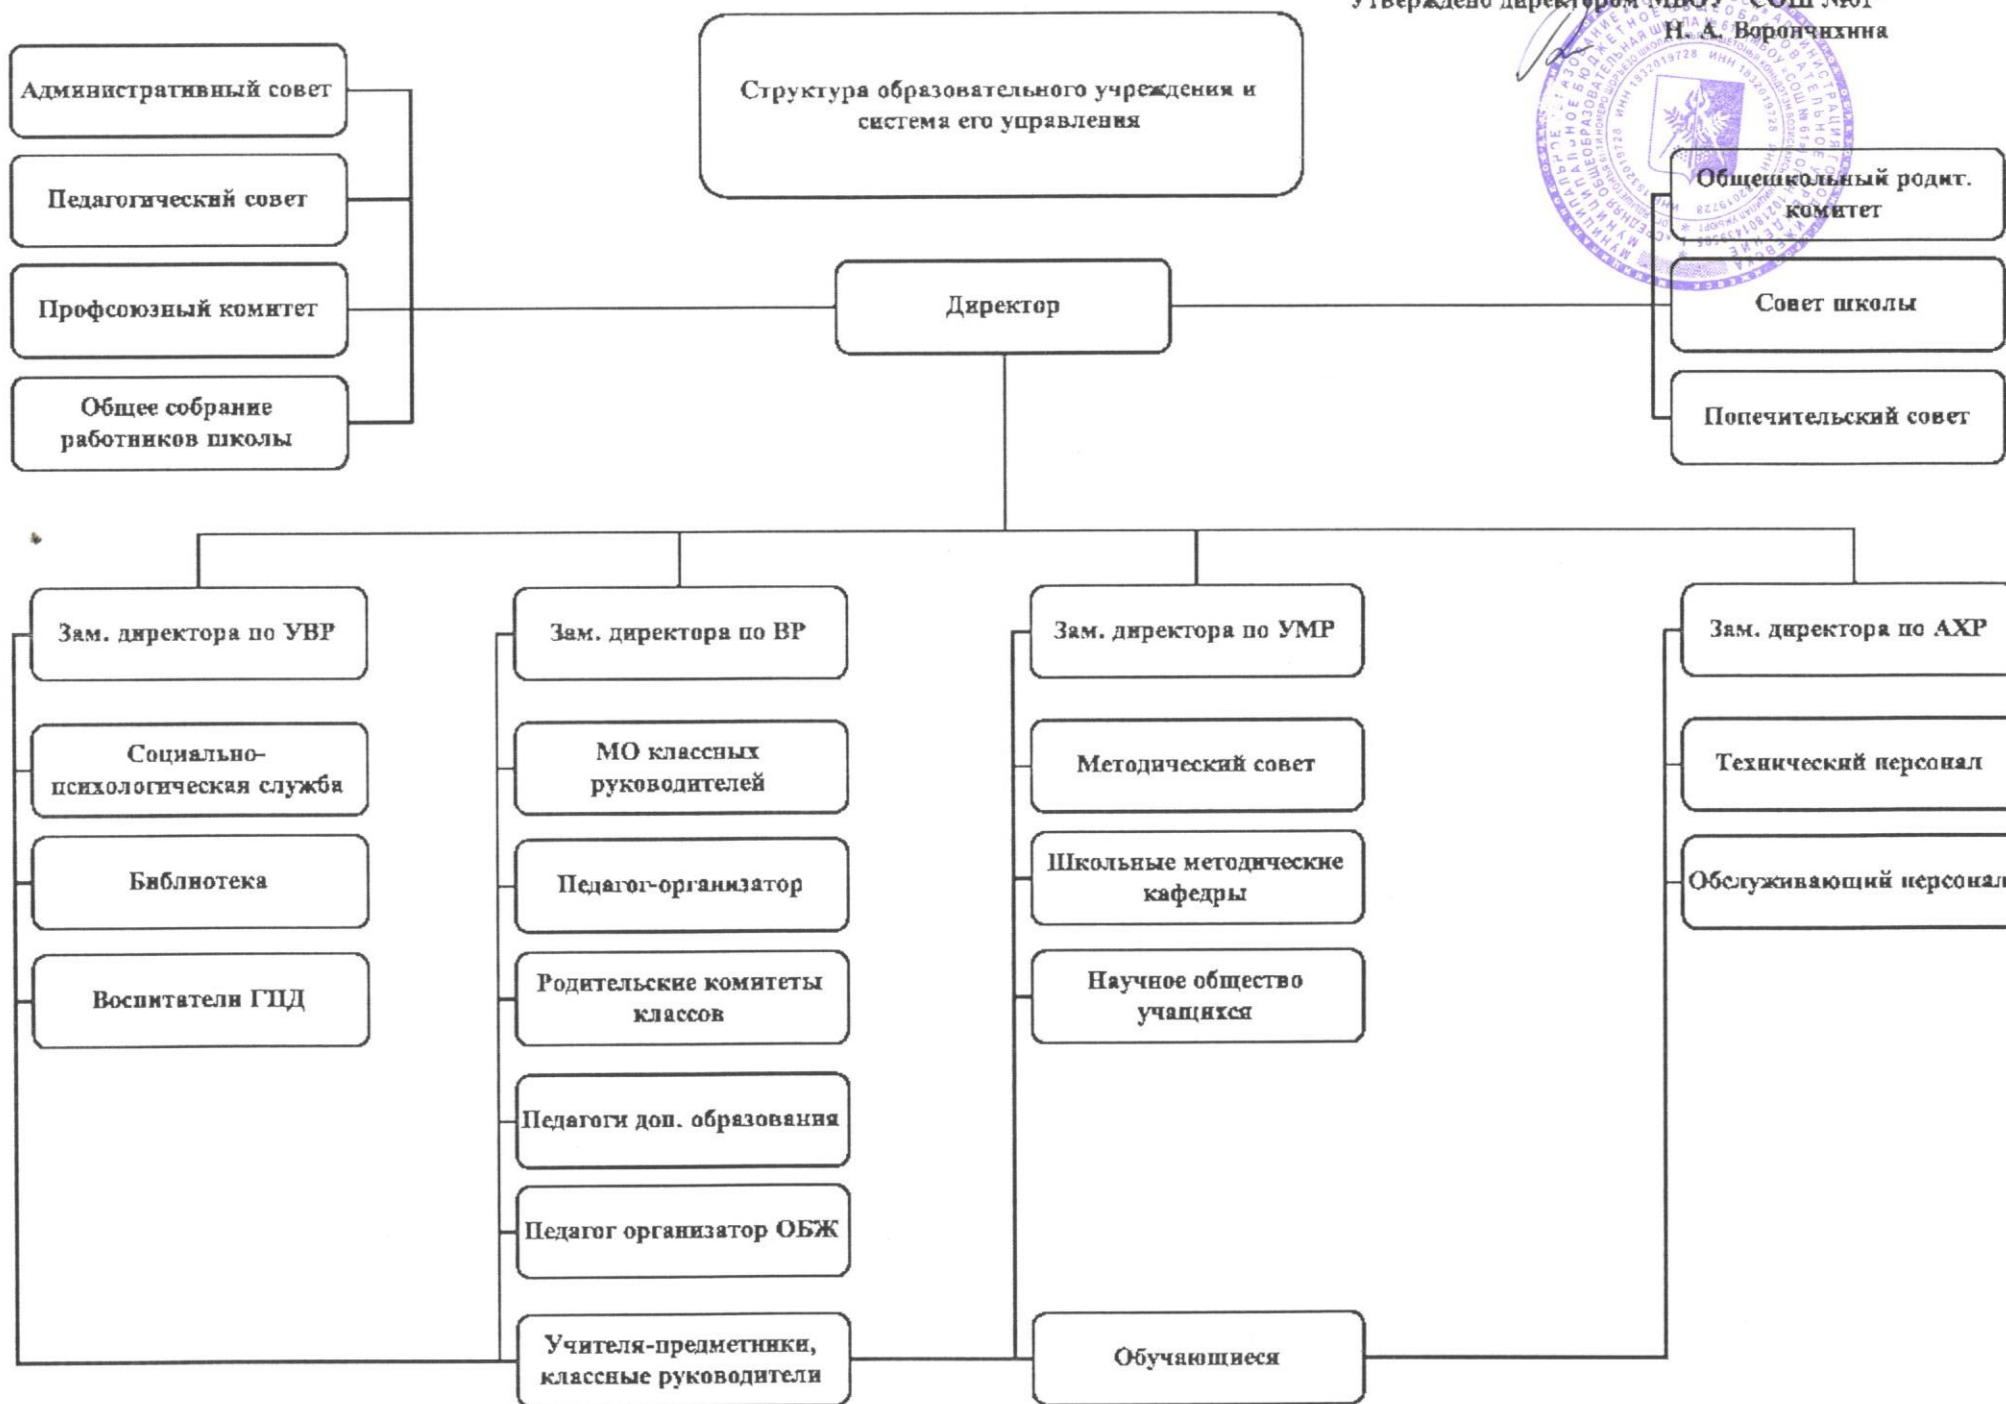 Утверждено директором МБОУ "СОШ №61"
Н. А. Ворончихина
Структура образовательного учреждения и
система его управления
Административный совет
Педагогический совет
Профсоюзный комитет
Общее собрание
работников школы
Директор
Общешкольный родит.
комитет
Совет школы
Попечительский совет
Зам. директора по УВР
Социально-
психологическая служба
Библиотека
Воспитатели ГПД
Зам. директора по ВР
МО классных
руководителей
Педагог-организатор
Родительские комитеты
классов
Педагоги доп. образования
Педагог организатор ОБЖ
Учителя-предметники,
классные руководители
Зам. директора по УМР
Методический совет
Школьные методические
кафедры
Научное общество
учащихся
Обучающиеся
Зам. директора по АХР
Технический персонал
Обслуживающий персонал